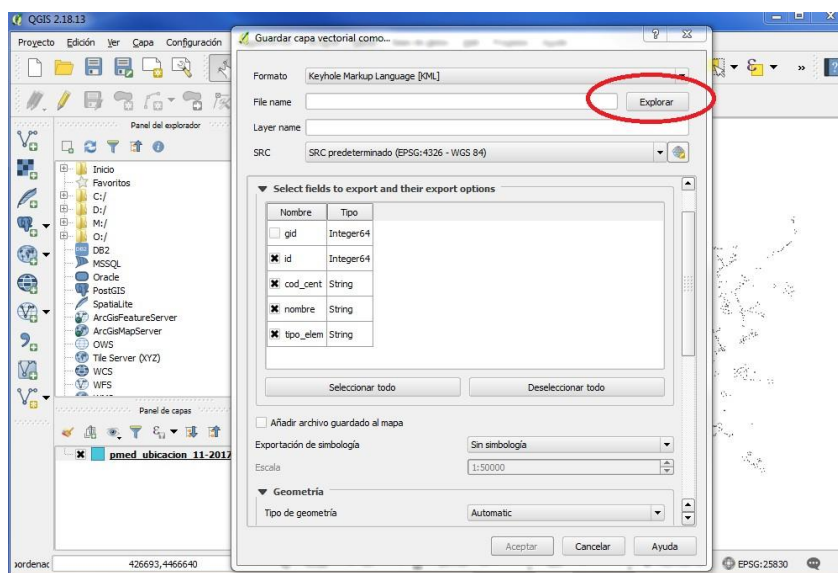 QGIS 2.18.13
Proyecto Edición Ver Capa Configuración
Panel del explorador
Inicio
Favoritos
C:/
D:/
M:/
O:/
DB2
MSSQL
Oracle
PostGIS
SpatiaLite
ArcGisFeatureServer
ArcGisMapServer
OWS
Tile Server (XYZ)
WCS
WFS
Panel de capas
pmed_ubicacion_11-2017
Guardar capa vectorial como...
Formato Keyhole Markup Language [KML]
File name Explorar
Layer name
SRC SRC predeterminado (EPSG:4326 - WGS 84)
Select fields to export and their export options
Nombre Tipo
gid Integer64
id Integer64
cod_cent String
nombre String
tipo_elem String
Seleccionar todo Deseleccionar todo
Añadir archivo guardado al mapa
Exportación de simbología Sin simbología
Escala 1:50000
Geometría
Tipo de geometría Automatic
Aceptar Cancelar Ayuda
oordenac 426693,4466640 EPSG:25830